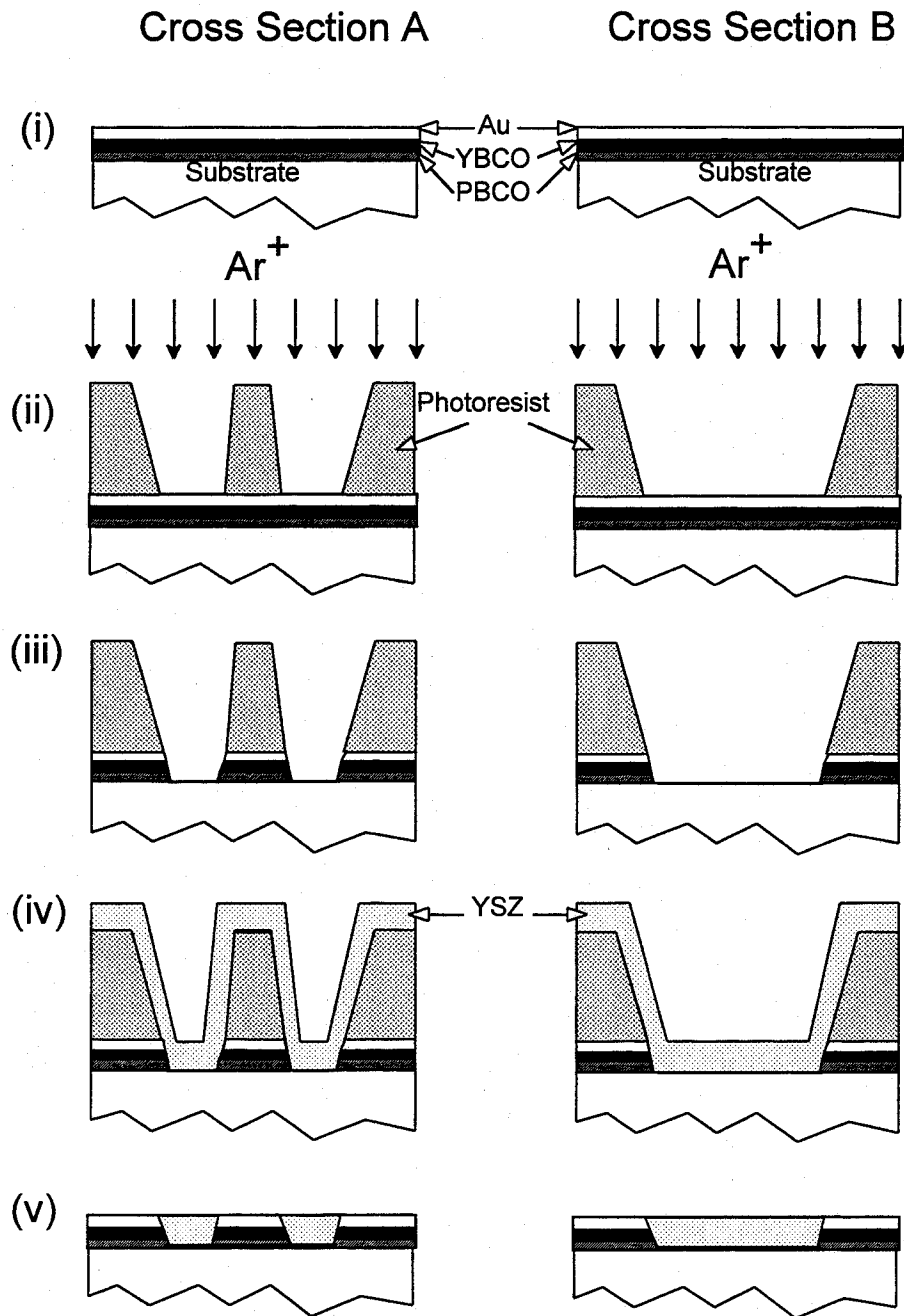 Cross Section A
Cross Section B
(i)
Au
YBCO
PBCO
Substrate
Substrate
Ar+
Ar+
(ii)
Photoresist
(iii)
(iv)
YSZ
(v)